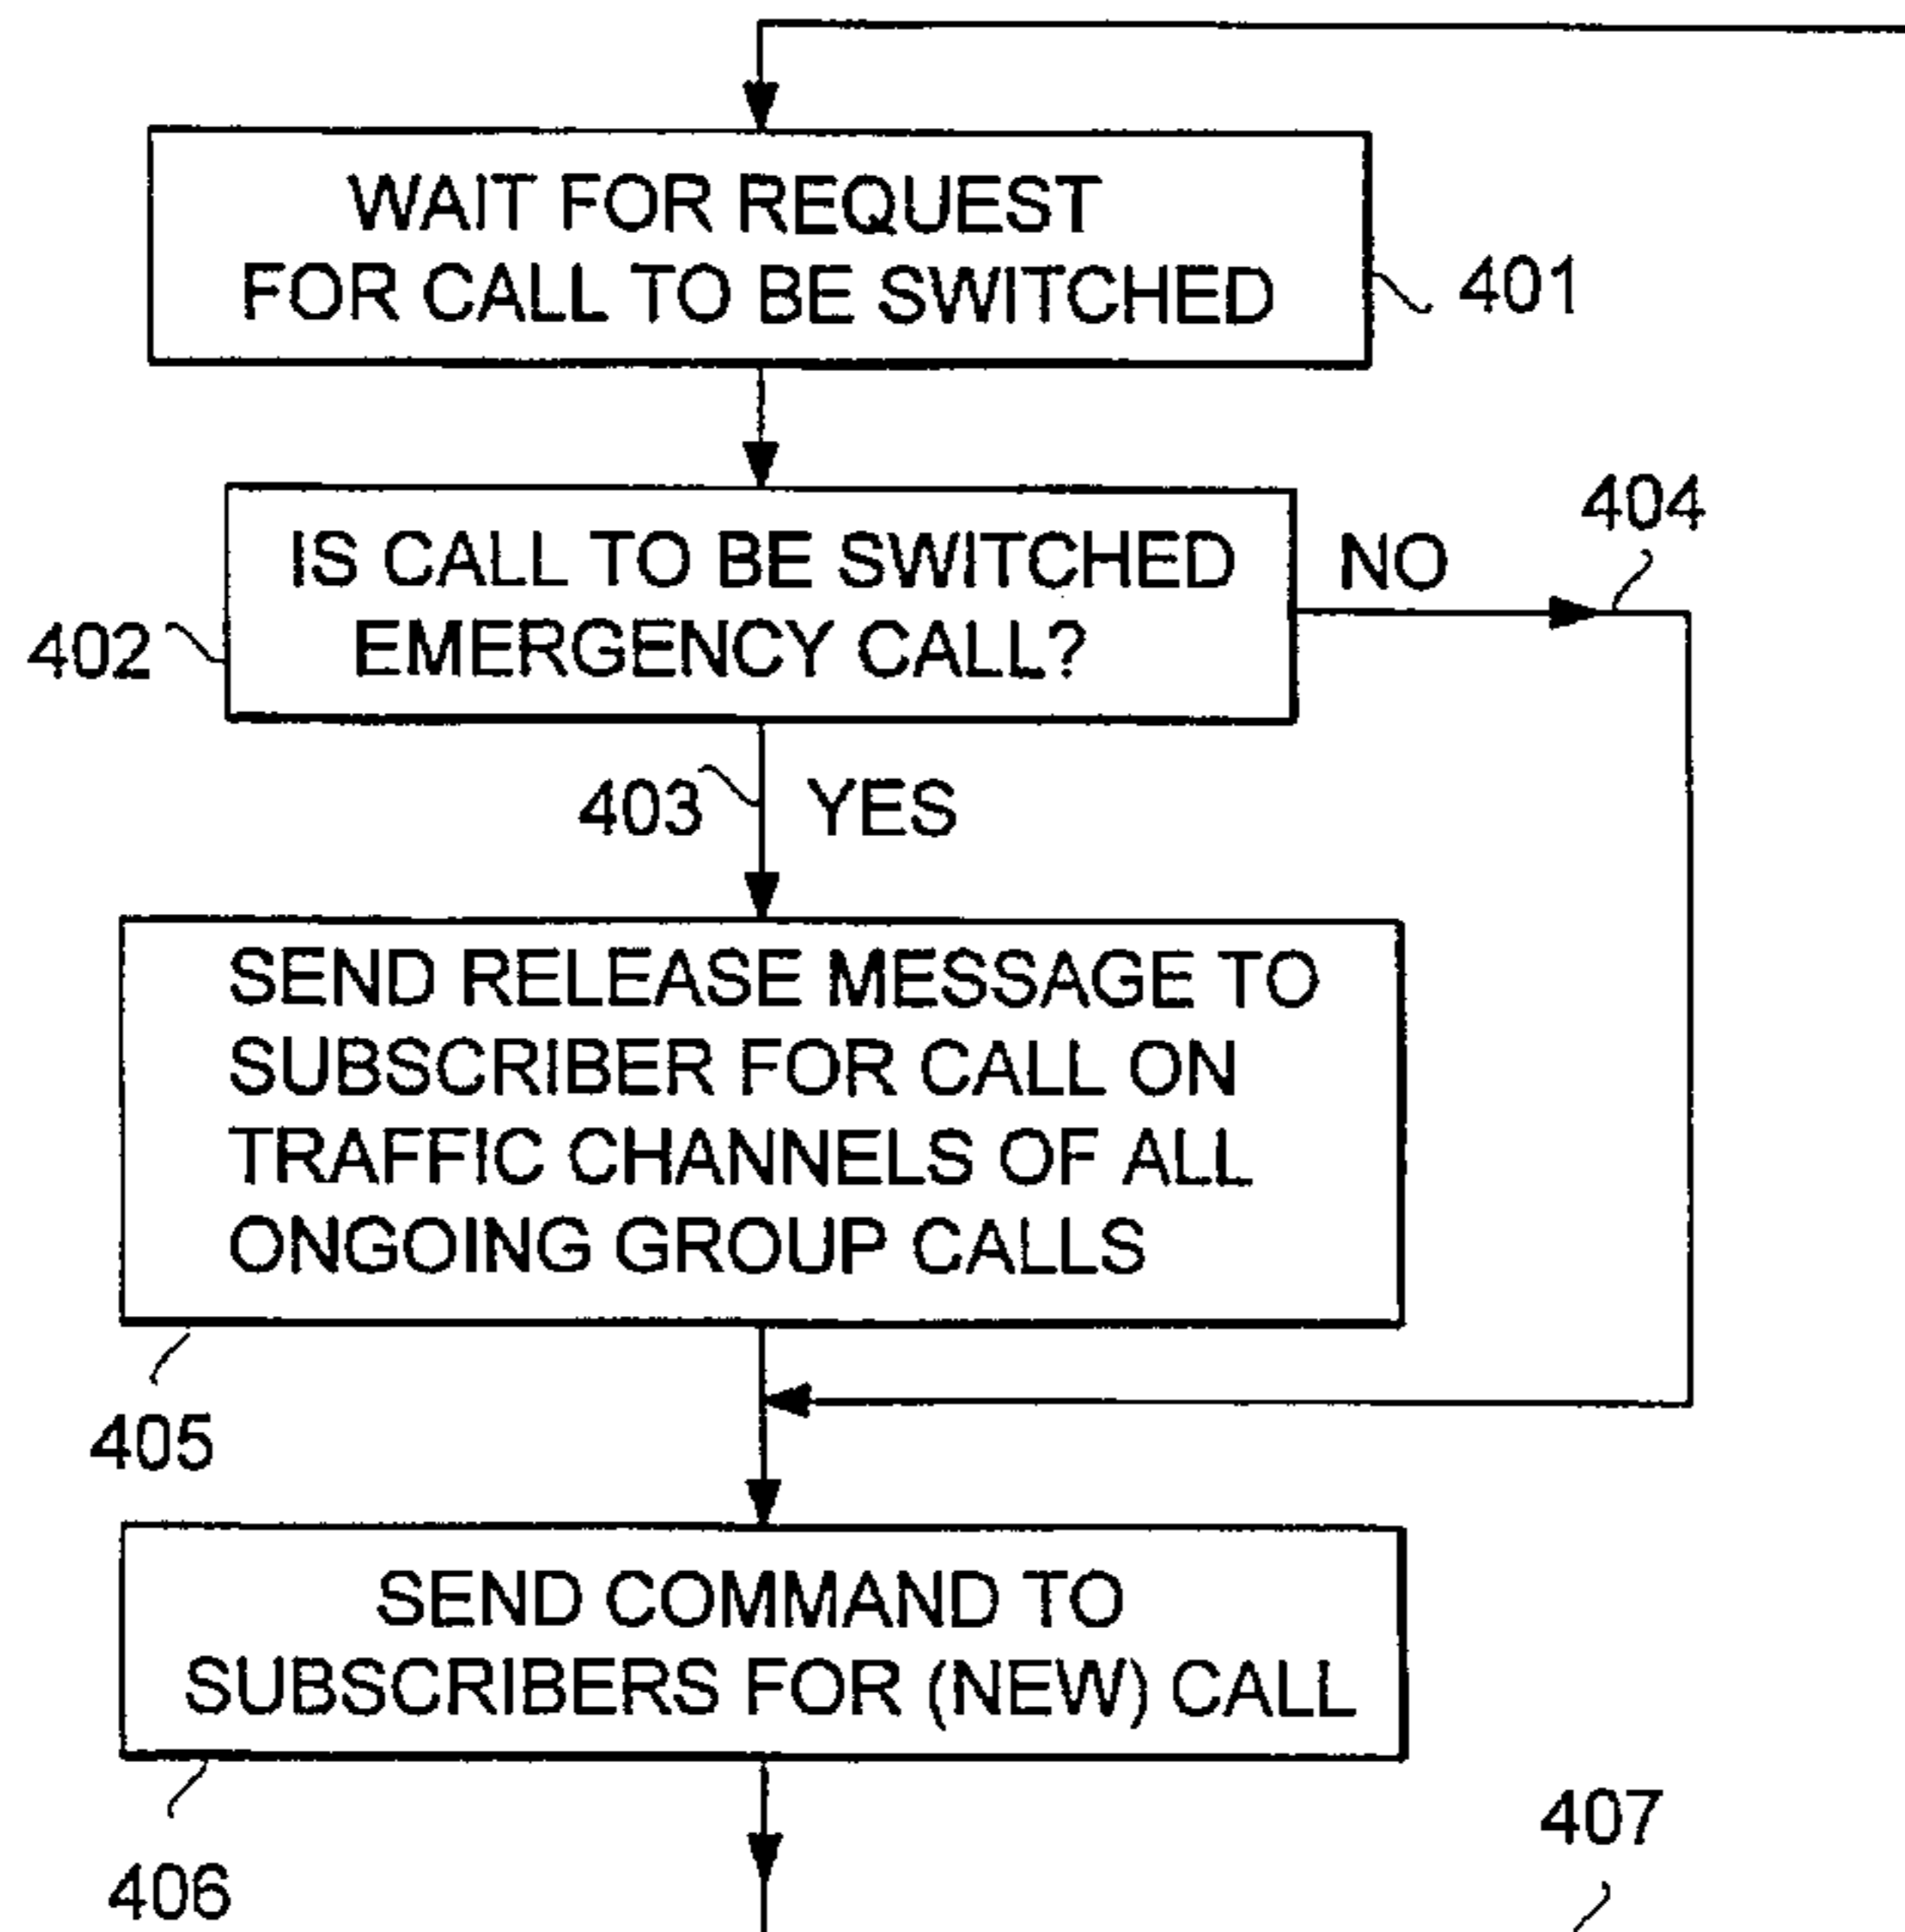 WAIT FOR REQUEST
FOR CALL TO BE SWITCHED
401
IS CALL TO BE SWITCHED
EMERGENCY CALL?
NO
404
402
403
YES
SEND RELEASE MESSAGE TO
SUBSCRIBER FOR CALL ON
TRAFFIC CHANNELS OF ALL
ONGOING GROUP CALLS
405
SEND COMMAND TO
SUBSCRIBERS FOR (NEW) CALL
406
407